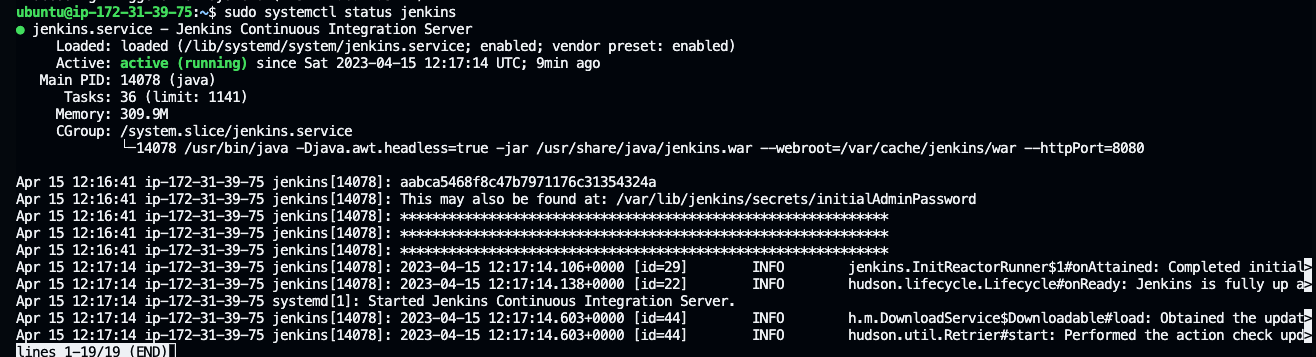 ubuntu@ip-172-31-39-75:~$ sudo systemctl status jenkins
● jenkins.service - Jenkins Continuous Integration Server
     Loaded: loaded (/lib/systemd/system/jenkins.service; enabled; vendor preset: enabled)
     Active: active (running) since Sat 2023-04-15 12:17:14 UTC; 9min ago
   Main PID: 14078 (java)
      Tasks: 36 (limit: 1141)
     Memory: 309.9M
     CGroup: /system.slice/jenkins.service
             └─14078 /usr/bin/java -Djava.awt.headless=true -jar /usr/share/java/jenkins.war --webroot=/var/cache/jenkins/war --httpPort=8080
Apr 15 12:16:41 ip-172-31-39-75 jenkins[14078]: aabca5468f8c47b7971176c31354324a
Apr 15 12:16:41 ip-172-31-39-75 jenkins[14078]: This may also be found at: /var/lib/jenkins/secrets/initialAdminPassword
Apr 15 12:16:41 ip-172-31-39-75 jenkins[14078]: *************************************************************
Apr 15 12:16:41 ip-172-31-39-75 jenkins[14078]: *************************************************************
Apr 15 12:16:41 ip-172-31-39-75 jenkins[14078]: *************************************************************
Apr 15 12:17:14 ip-172-31-39-75 jenkins[14078]: 2023-04-15 12:17:14.106+0000 [id=29]        INFO        jenkins.InitReactorRunner$1#onAttained: Completed initial>
Apr 15 12:17:14 ip-172-31-39-75 jenkins[14078]: 2023-04-15 12:17:14.138+0000 [id=22]        INFO        hudson.lifecycle.Lifecycle#onReady: Jenkins is fully up a>
Apr 15 12:17:14 ip-172-31-39-75 systemd[1]: Started Jenkins Continuous Integration Server.
Apr 15 12:17:14 ip-172-31-39-75 jenkins[14078]: 2023-04-15 12:17:14.603+0000 [id=44]        INFO        h.m.DownloadService$Downloadable#load: Obtained the updat>
Apr 15 12:17:14 ip-172-31-39-75 jenkins[14078]: 2023-04-15 12:17:14.603+0000 [id=44]        INFO        hudson.util.Retrier#start: Performed the action check upd>
lines 1-19/19 (END)